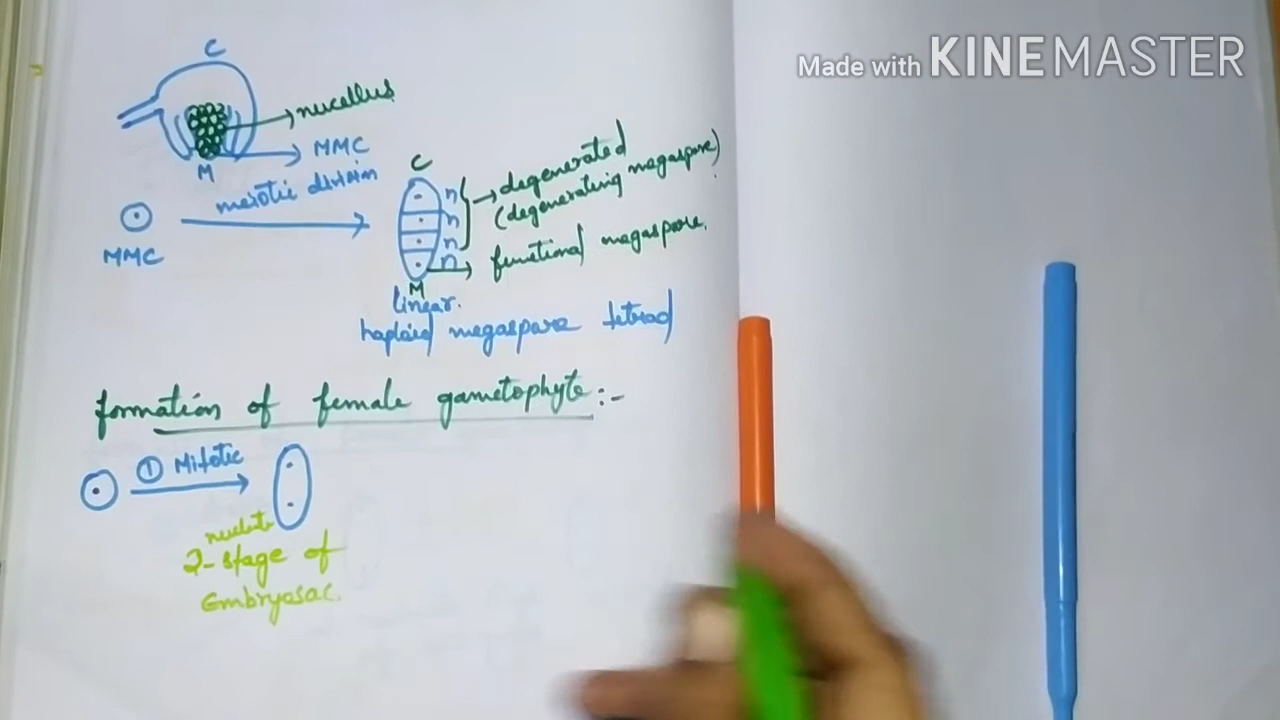 Made with KINEMASTER
C
nucellus
MMC
M
meiotic division
MMC
C
n
n
n
n
degenerated
(degenerating megaspore)
functional megaspore.
M
linear.
haploid megaspore tetrad
formation of female gametophyte:-
① Mitotic
nucleate
2-stage of
Embryosac.